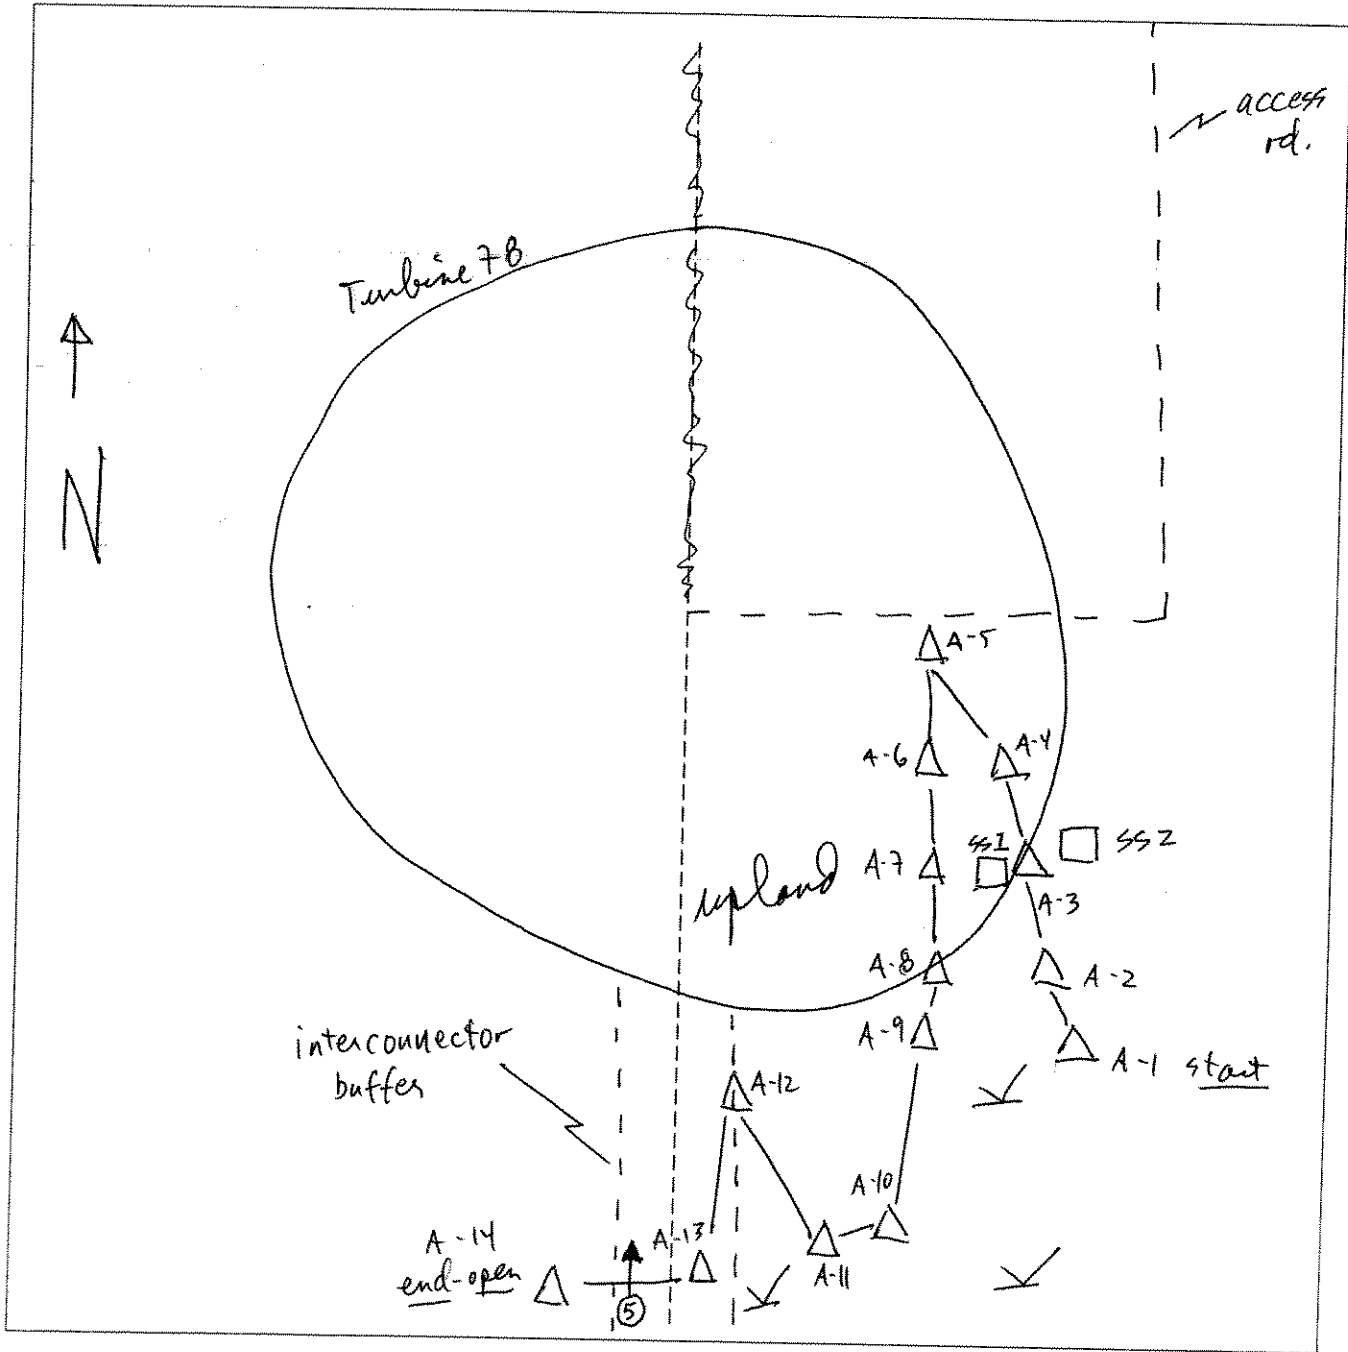 access
rd.
Turbine 78
N
A-5
A-6
A-4
ss1
ss2
upland
A-7
A-3
A-8
A-2
A-9
A-1 start
interconnector
buffer
A-12
A-10
A-14
end-open
A-13
A-11
5